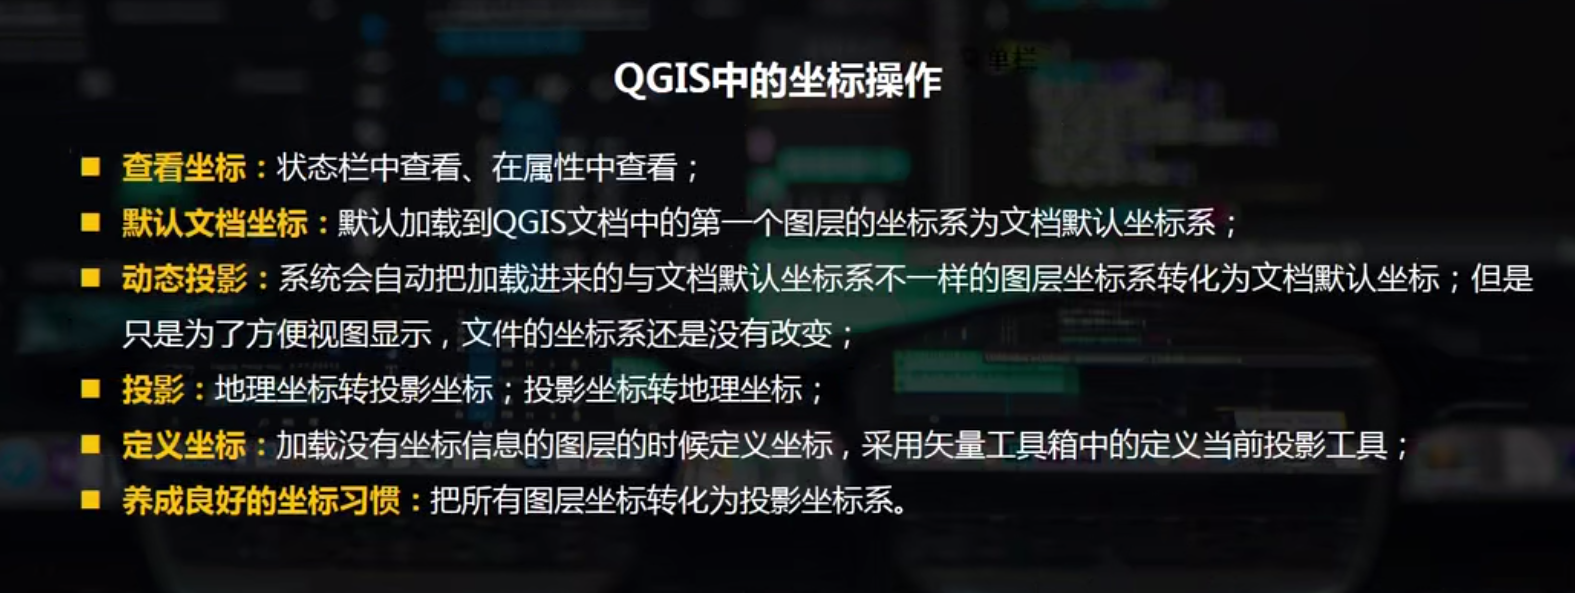 QGIS中的坐标操作
单栏
■ 查看坐标：状态栏中查看、在属性中查看；
■ 默认文档坐标：默认加载到QGIS文档中的第一个图层的坐标系为文档默认坐标系；
■ 动态投影：系统会自动把加载进来的与文档默认坐标系不一样的图层坐标系转化为文档默认坐标；但是
只是为了方便视图显示，文件的坐标系还是没有改变；
■ 投影：地理坐标转投影坐标；投影坐标转地理坐标；
■ 定义坐标：加载没有坐标信息的图层的时候定义坐标，采用矢量工具箱中的定义当前投影工具；
■ 养成良好的坐标习惯：把所有图层坐标转化为投影坐标系。